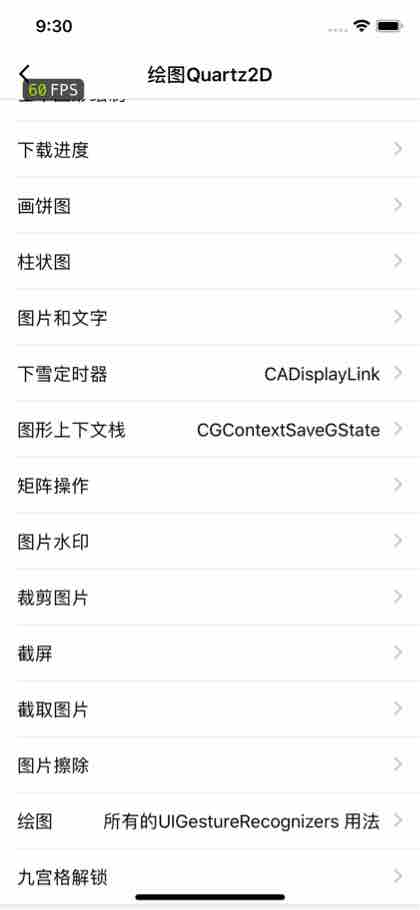 9:30
绘图Quartz2D
60 FPS
下载进度
画饼图
柱状图
图片和文字
下雪定时器 CADisplayLink
图形上下文栈 CGContextSaveGState
矩阵操作
图片水印
裁剪图片
截屏
截取图片
图片擦除
绘图 所有的UIGestureRecognizers 用法
九宫格解锁